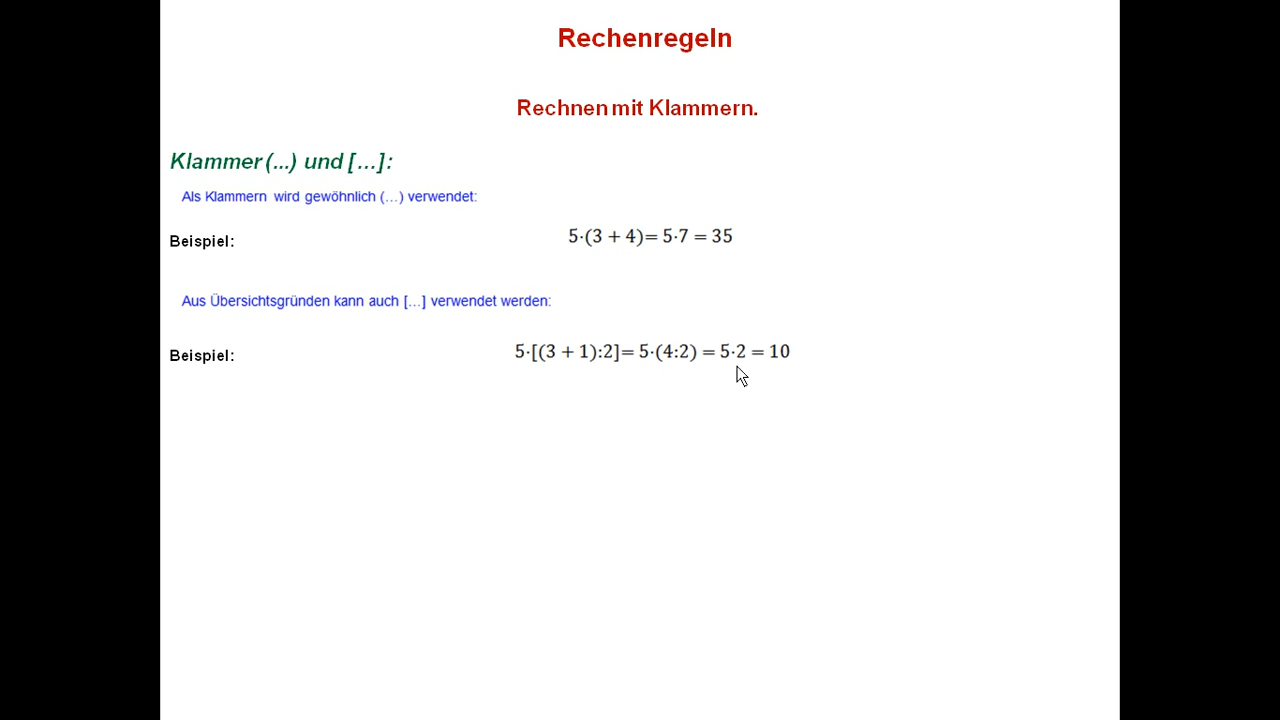 Rechenregeln
Rechnen mit Klammern.
Klammer (...) und [...]:
Als Klammern wird gewöhnlich (...) verwendet:
Beispiel: 5·(3 + 4)= 5·7 = 35
Aus Übersichtsgründen kann auch [...] verwendet werden:
Beispiel: 5·[(3 + 1):2]= 5·(4:2) = 5·2 = 10